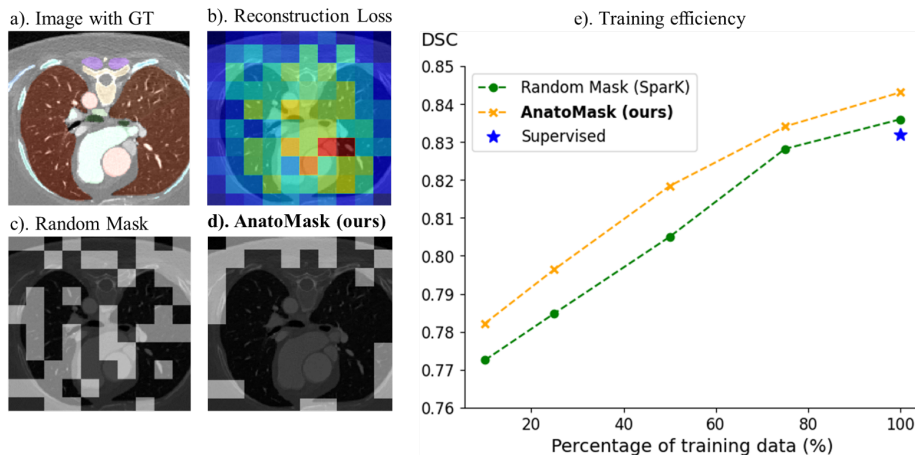 a). Image with GT
b). Reconstruction Loss
c). Random Mask
d). AnatoMask (ours)
e). Training efficiency
DSC
0.85
0.84
0.83
0.82
0.81
0.80
0.79
0.78
0.77
0.76
Random Mask (SparK)
AnatoMask (ours)
Supervised
20
40
60
80
100
Percentage of training data (%)